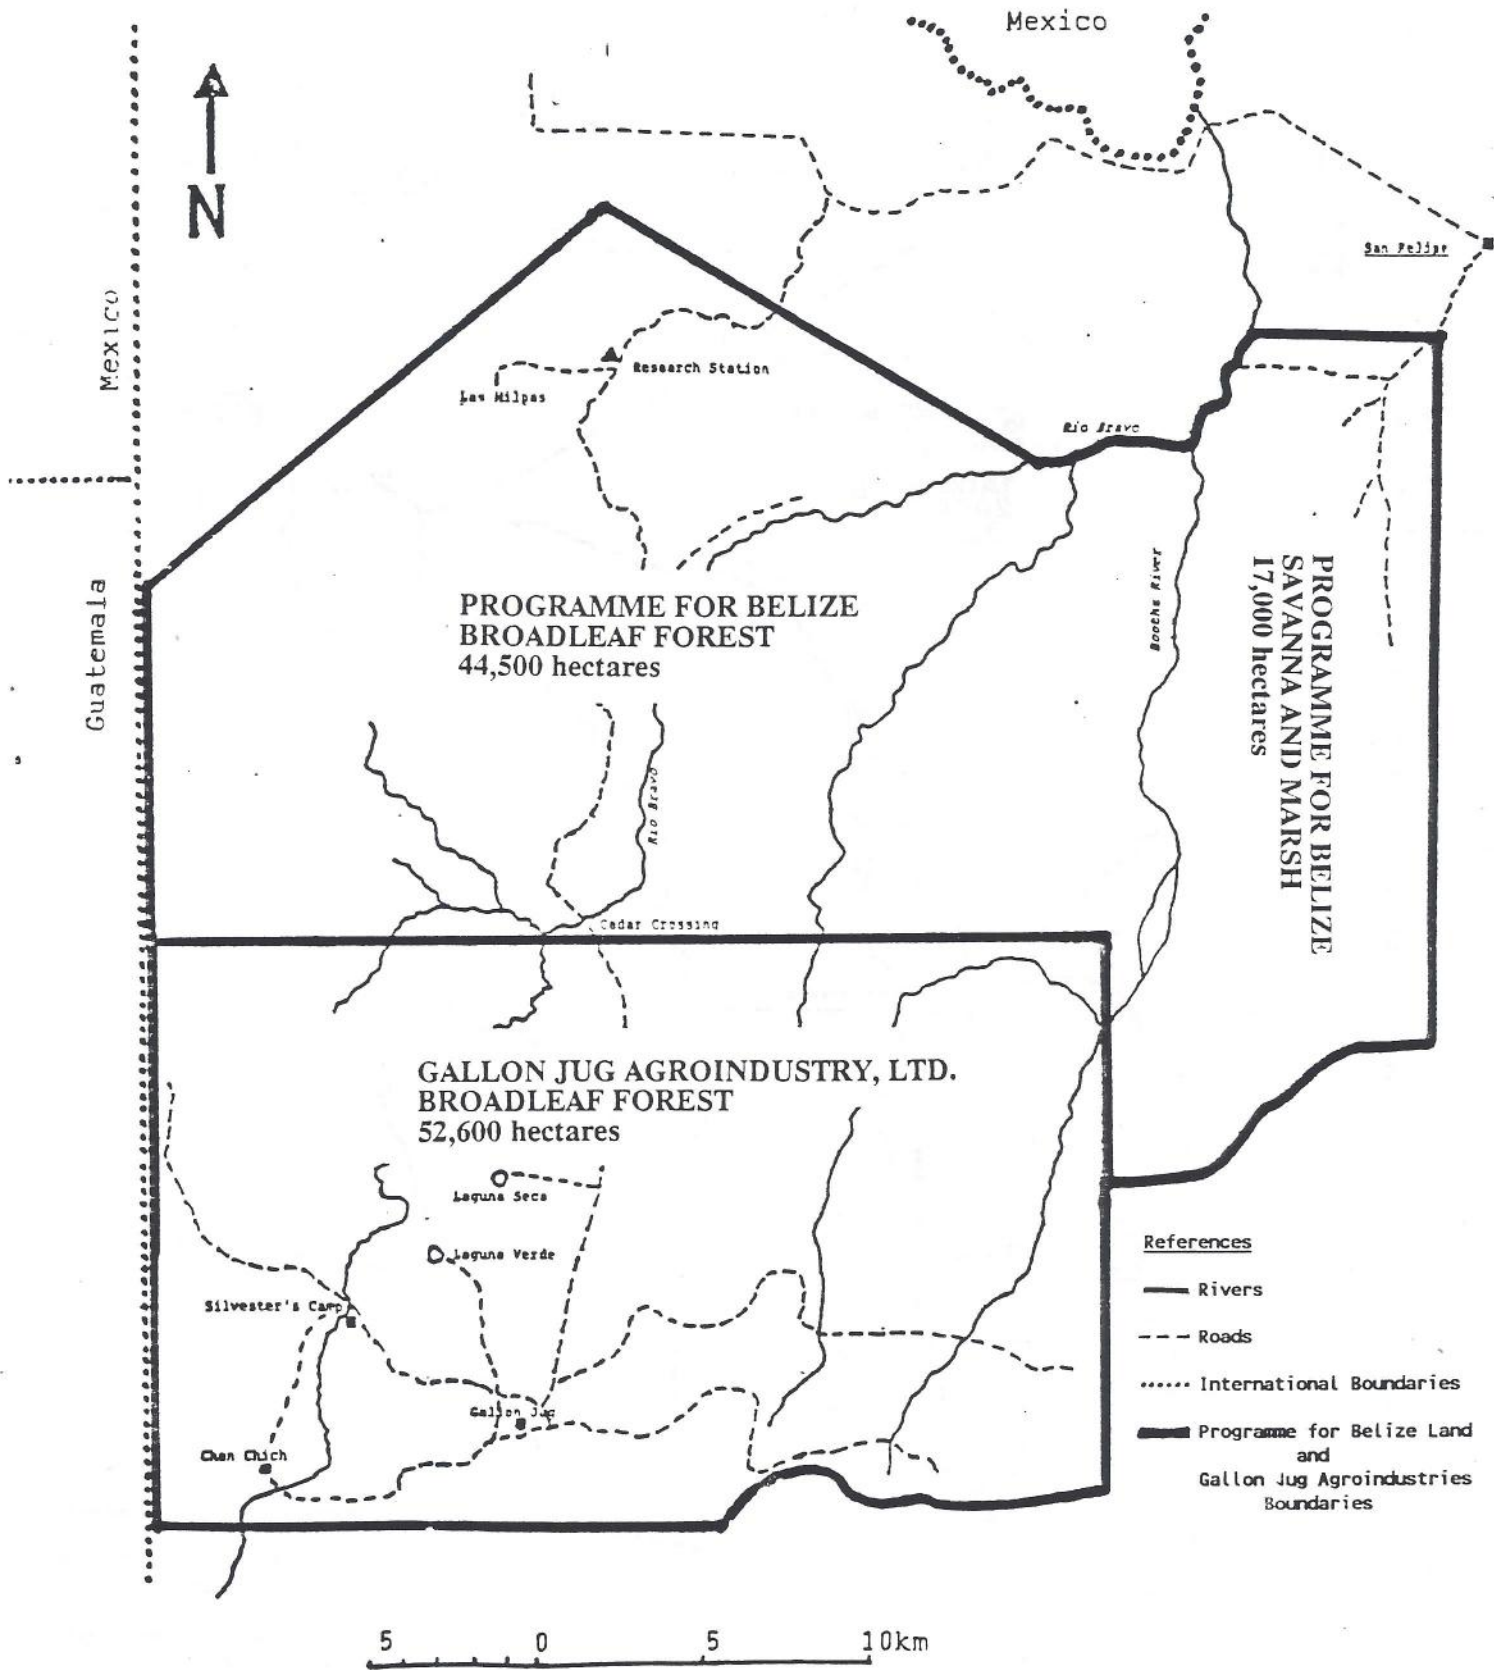 Mexico
N
San Felipe
Mexico
Research Station
Las Milpas
Rio Bravo
Guatemala
Booths River
PROGRAMME FOR BELIZE
SAVANNA AND MARSH
17,000 hectares
PROGRAMME FOR BELIZE
BROADLEAF FOREST
44,500 hectares
Rio Bravo
Cedar Crossing
GALLON JUG AGROINDUSTRY, LTD.
BROADLEAF FOREST
52,600 hectares
Laguna Seca
Laguna Verde
Silvester's Camp
Gallon Jug
Chan Chich
References
Rivers
Roads
International Boundaries
Programme for Belize Land
and
Gallon Jug Agroindustries
Boundaries
5 0 5 10km